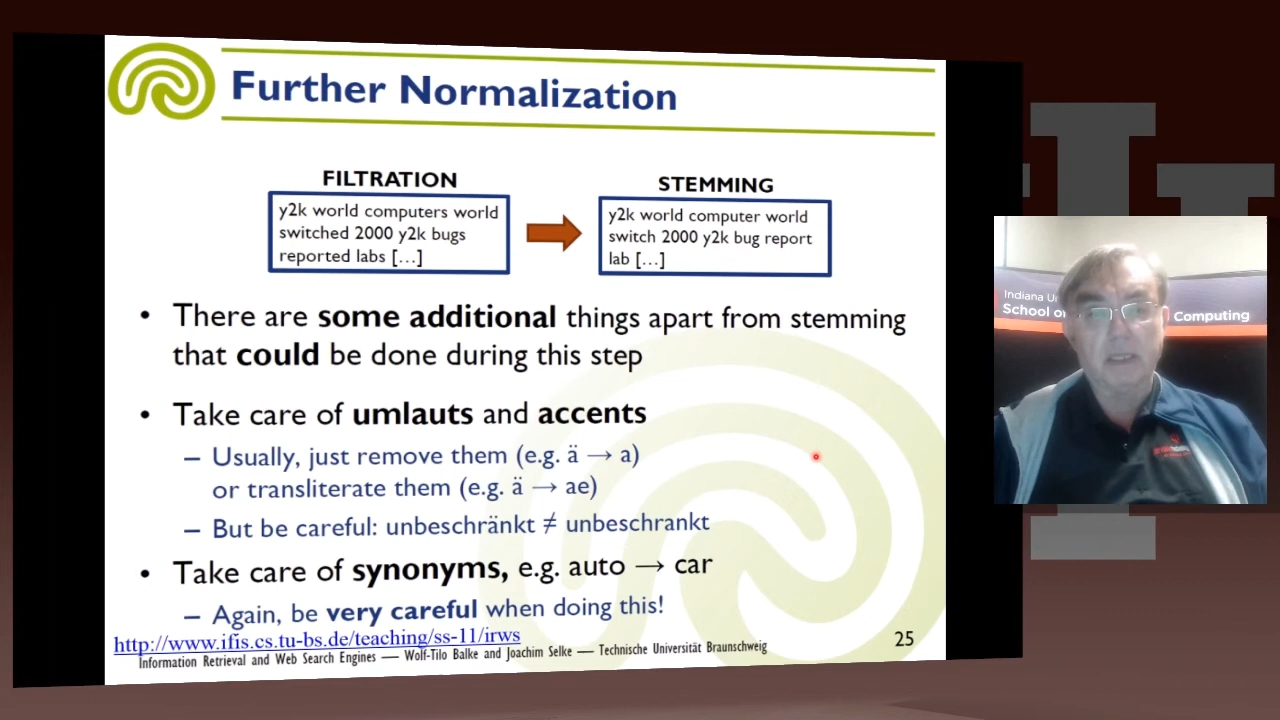 Further Normalization
FILTRATION
y2k world computers world
switched 2000 y2k bugs
reported labs […]
STEMMING
y2k world computer world
switch 2000 y2k bug report
lab […]
• There are some additional things apart from stemming
that could be done during this step
• Take care of umlauts and accents
– Usually, just remove them (e.g. ä → a)
or transliterate them (e.g. ä → ae)
– But be careful: unbeschränkt ≠ unbeschrankt
• Take care of synonyms, e.g. auto → car
– Again, be very careful when doing this!
http://www.ifis.cs.tu-bs.de/teaching/ss-11/irws
Information Retrieval and Web Search Engines — Wolf-Tilo Balke and Joachim Selke — Technische Universität Braunschweig
25
Indiana
School
Computing